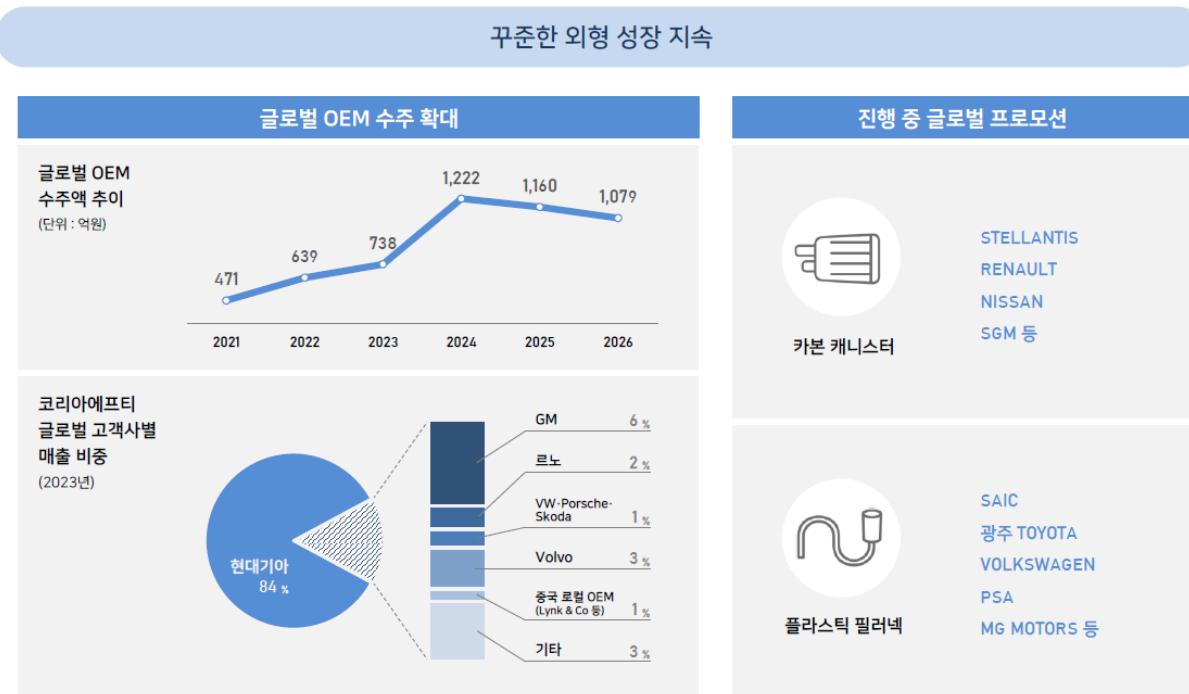 꾸준한 외형 성장 지속
글로벌 OEM 수주 확대
글로벌 OEM
수주액 추이
(단위 : 억원)
471
639
738
1,222
1,160
1,079
2021
2022
2023
2024
2025
2026
코리아에프티
글로벌 고객사별
매출 비중
(2023년)
현대기아
84 %
GM 6 %
르노 2 %
VW·Porsche·
Skoda 1 %
Volvo 3 %
중국 로컬 OEM
(Lynk & Co 등) 1 %
기타 3 %
진행 중 글로벌 프로모션
카본 캐니스터
STELLANTIS
RENAULT
NISSAN
SGM 등
플라스틱 필러넥
SAIC
광주 TOYOTA
VOLKSWAGEN
PSA
MG MOTORS 등